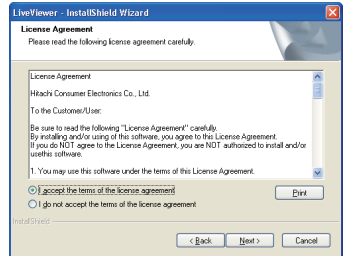 LiveViewer - InstallShield Wizard
License Agreement
Please read the following license agreement carefully.
License Agreement
Hitachi Consumer Electronics Co., Ltd.
To the Customer/User:
Be sure to read the following "License Agreement" carefully.
By installing and/or using of this software, you agree to this License Agreement.
If you do NOT agree to the License Agreement, you are NOT authorized to install and/or
usethis software.
1. You may use this software under the terms of this License Agreement.
I accept the terms of the license agreement
Print
I do not accept the terms of the license agreement
InstallShield
< Back
Next >
Cancel